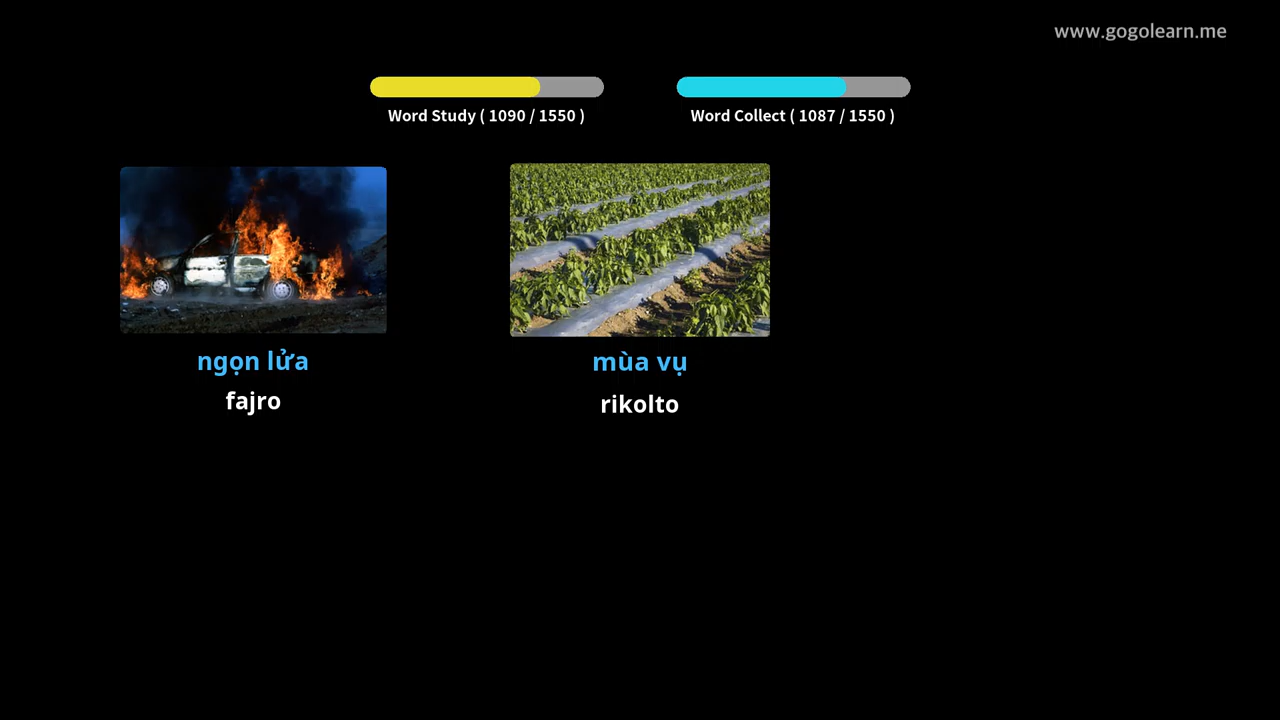 www.gogolearn.me
Word Study ( 1090 / 1550 )
Word Collect ( 1087 / 1550 )
ngọn lửa
fajro
mùa vụ
rikolto